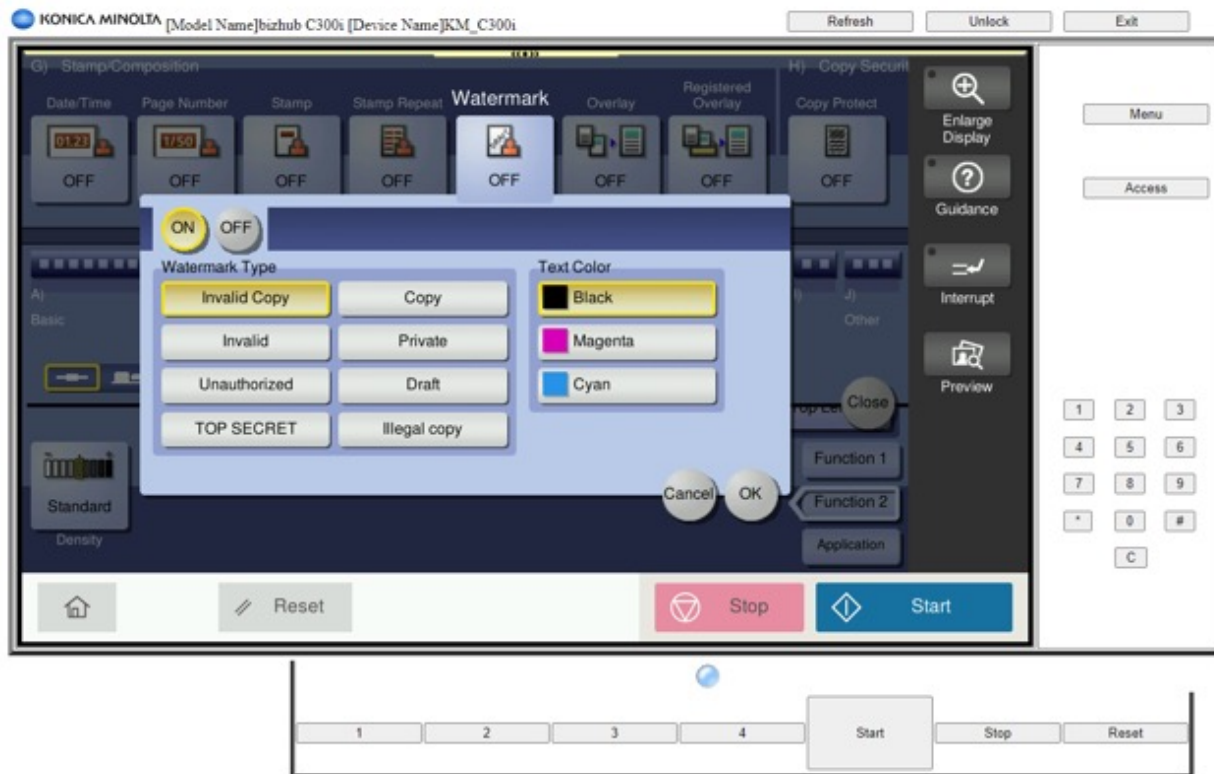 KONICA MINOLTA [Model Name]bizhub C300i [Device Name]KM_C300i
Refresh
Unlock
Exit
G) Stamp/Composition
H) Copy Securit
Date/Time
Page Number
Stamp
Stamp Repeat
Watermark
Overlay
Registered
Overlay
Copy Protect
01.23
1/50
OFF
OFF
OFF
OFF
OFF
OFF
OFF
OFF
Enlarge
Display
Guidance
Interrupt
Preview
Menu
Access
ON
OFF
Watermark Type
Invalid Copy
Copy
Invalid
Private
Unauthorized
Draft
TOP SECRET
Illegal copy
Text Color
Black
Magenta
Cyan
Cancel
OK
A)
Basic
J)
Other
Close
Function 1
Function 2
Application
Standard
Density
Reset
Stop
Start
1 2 3
4 5 6
7 8 9
* 0 #
C
1
2
3
4
Start
Stop
Reset